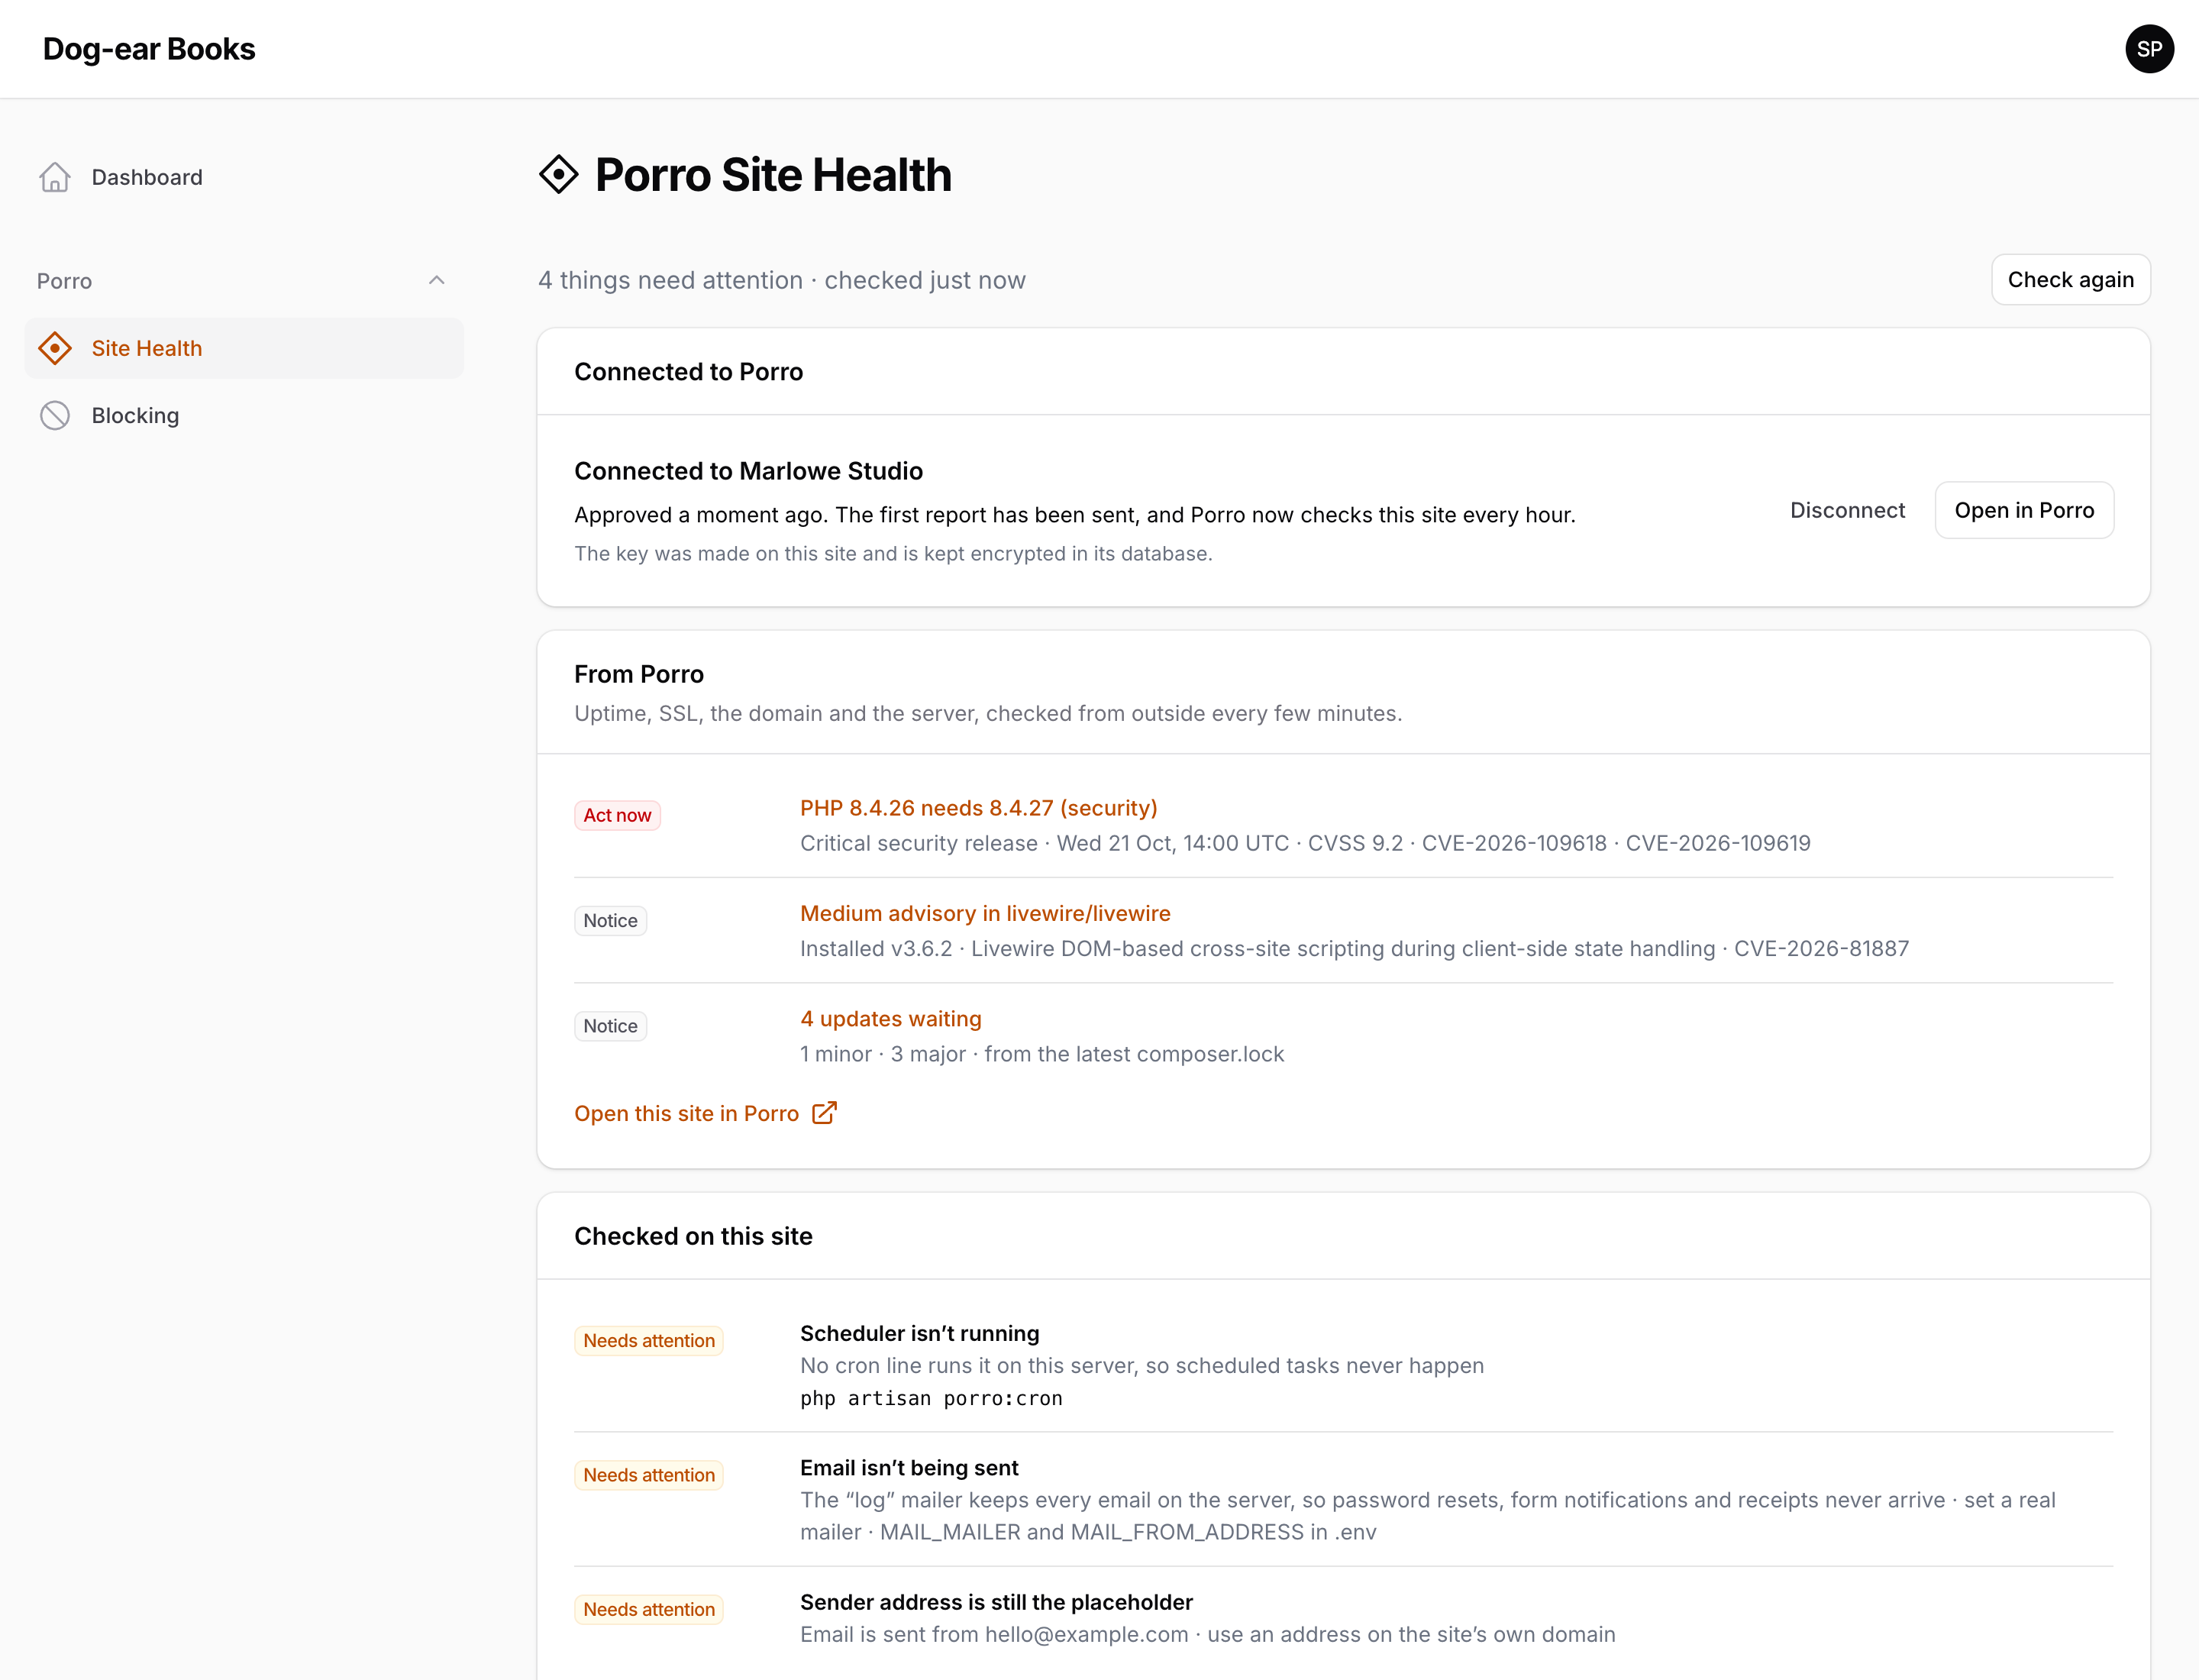 Dog-ear Books
SP
Dashboard
Porro
Site Health
Blocking
Porro Site Health
4 things need attention · checked just now
Check again
Connected to Porro
Connected to Marlowe Studio
Approved a moment ago. The first report has been sent, and Porro now checks this site every hour.
The key was made on this site and is kept encrypted in its database.
Disconnect
Open in Porro
From Porro
Uptime, SSL, the domain and the server, checked from outside every few minutes.
Act now
PHP 8.4.26 needs 8.4.27 (security)
Critical security release · Wed 21 Oct, 14:00 UTC · CVSS 9.2 · CVE-2026-109618 · CVE-2026-109619
Notice
Medium advisory in livewire/livewire
Installed v3.6.2 · Livewire DOM-based cross-site scripting during client-side state handling · CVE-2026-81887
Notice
4 updates waiting
1 minor · 3 major · from the latest composer.lock
Open this site in Porro
Checked on this site
Needs attention
Scheduler isn’t running
No cron line runs it on this server, so scheduled tasks never happen
php artisan porro:cron
Needs attention
Email isn’t being sent
The “log” mailer keeps every email on the server, so password resets, form notifications and receipts never arrive · set a real
mailer · MAIL_MAILER and MAIL_FROM_ADDRESS in .env
Needs attention
Sender address is still the placeholder
Email is sent from hello@example.com · use an address on the site’s own domain